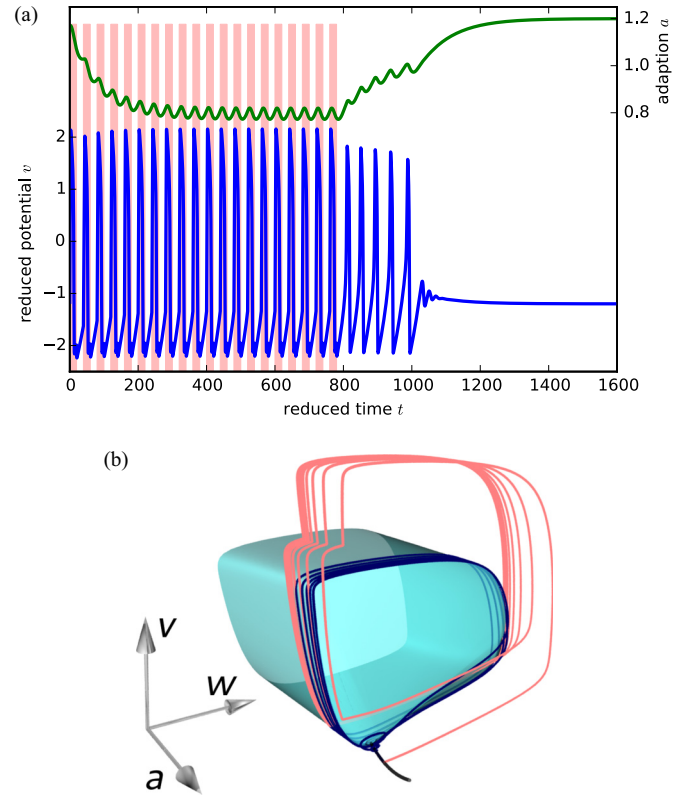 (a)
1.2
1.0
0.8
adaption a
2
1
0
−1
−2
reduced potential v
0 200 400 600 800 1000 1200 1400 1600
reduced time t
(b)
v
w
a